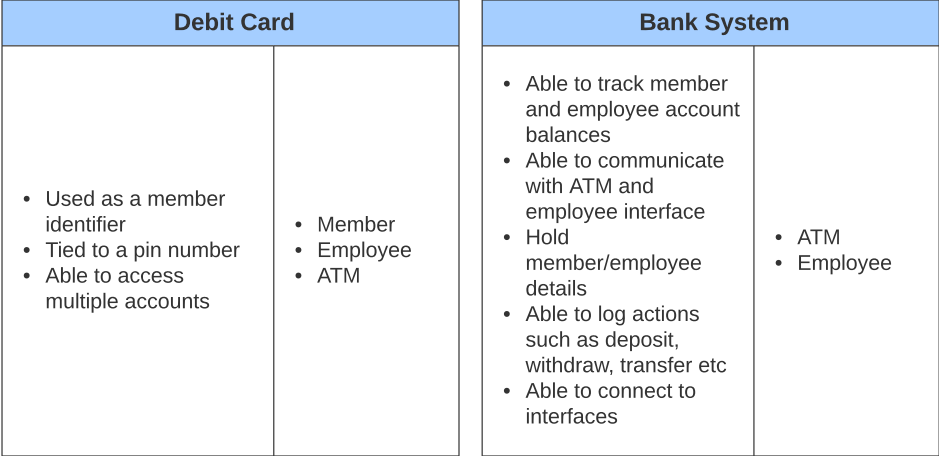 Debit Card
• Used as a member
identifier
• Tied to a pin number
• Able to access
multiple accounts
• Member
• Employee
• ATM
Bank System
• Able to track member
and employee account
balances
• Able to communicate
with ATM and
employee interface
• Hold
member/employee
details
• Able to log actions
such as deposit,
withdraw, transfer etc
• Able to connect to
interfaces
• ATM
• Employee